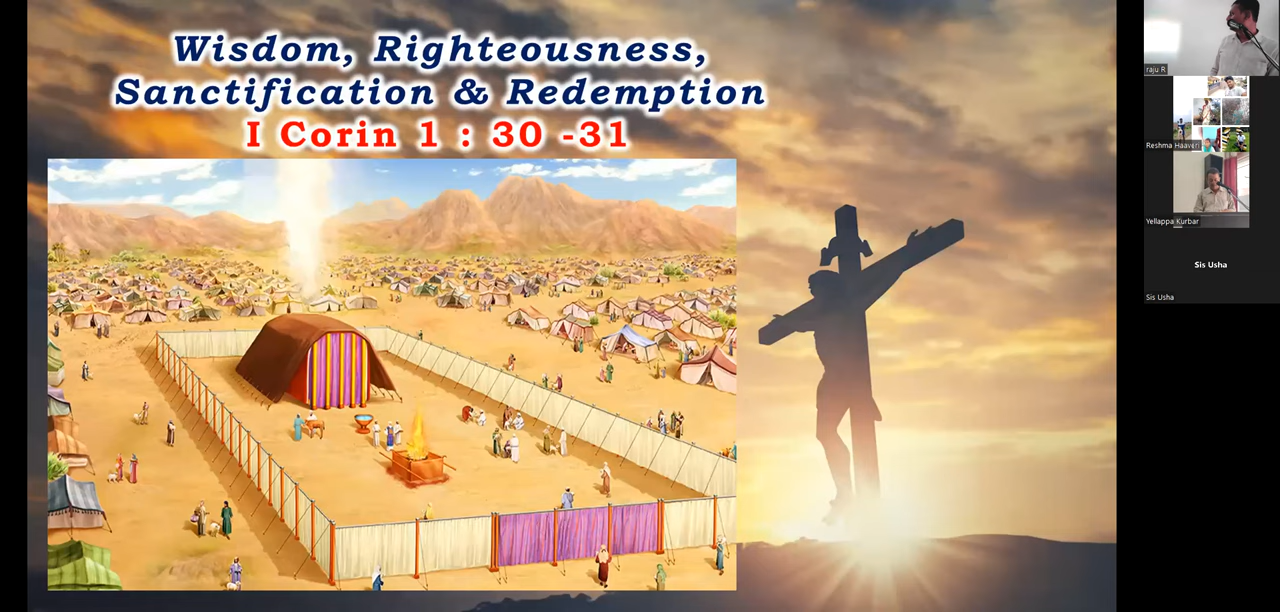 Wisdom, Righteousness,
Sanctification & Redemption
I Corin 1 : 30 -31
raju R
Reshma Haaveri
Yellappa Kurbar
Sis Usha
Sis Usha